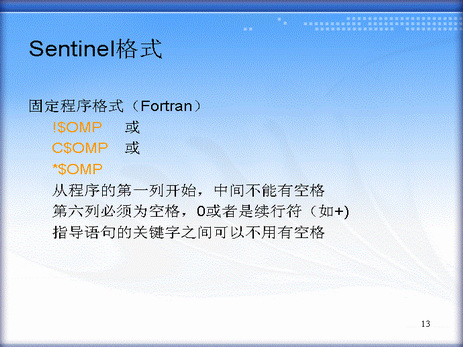 Sentinel格式
固定程序格式（Fortran）
!$OMP 或
C$OMP 或
*$OMP
从程序的第一列开始，中间不能有空格
第六列必须为空格，0或者是续行符（如+)
指导语句的关键字之间可以不用有空格
13